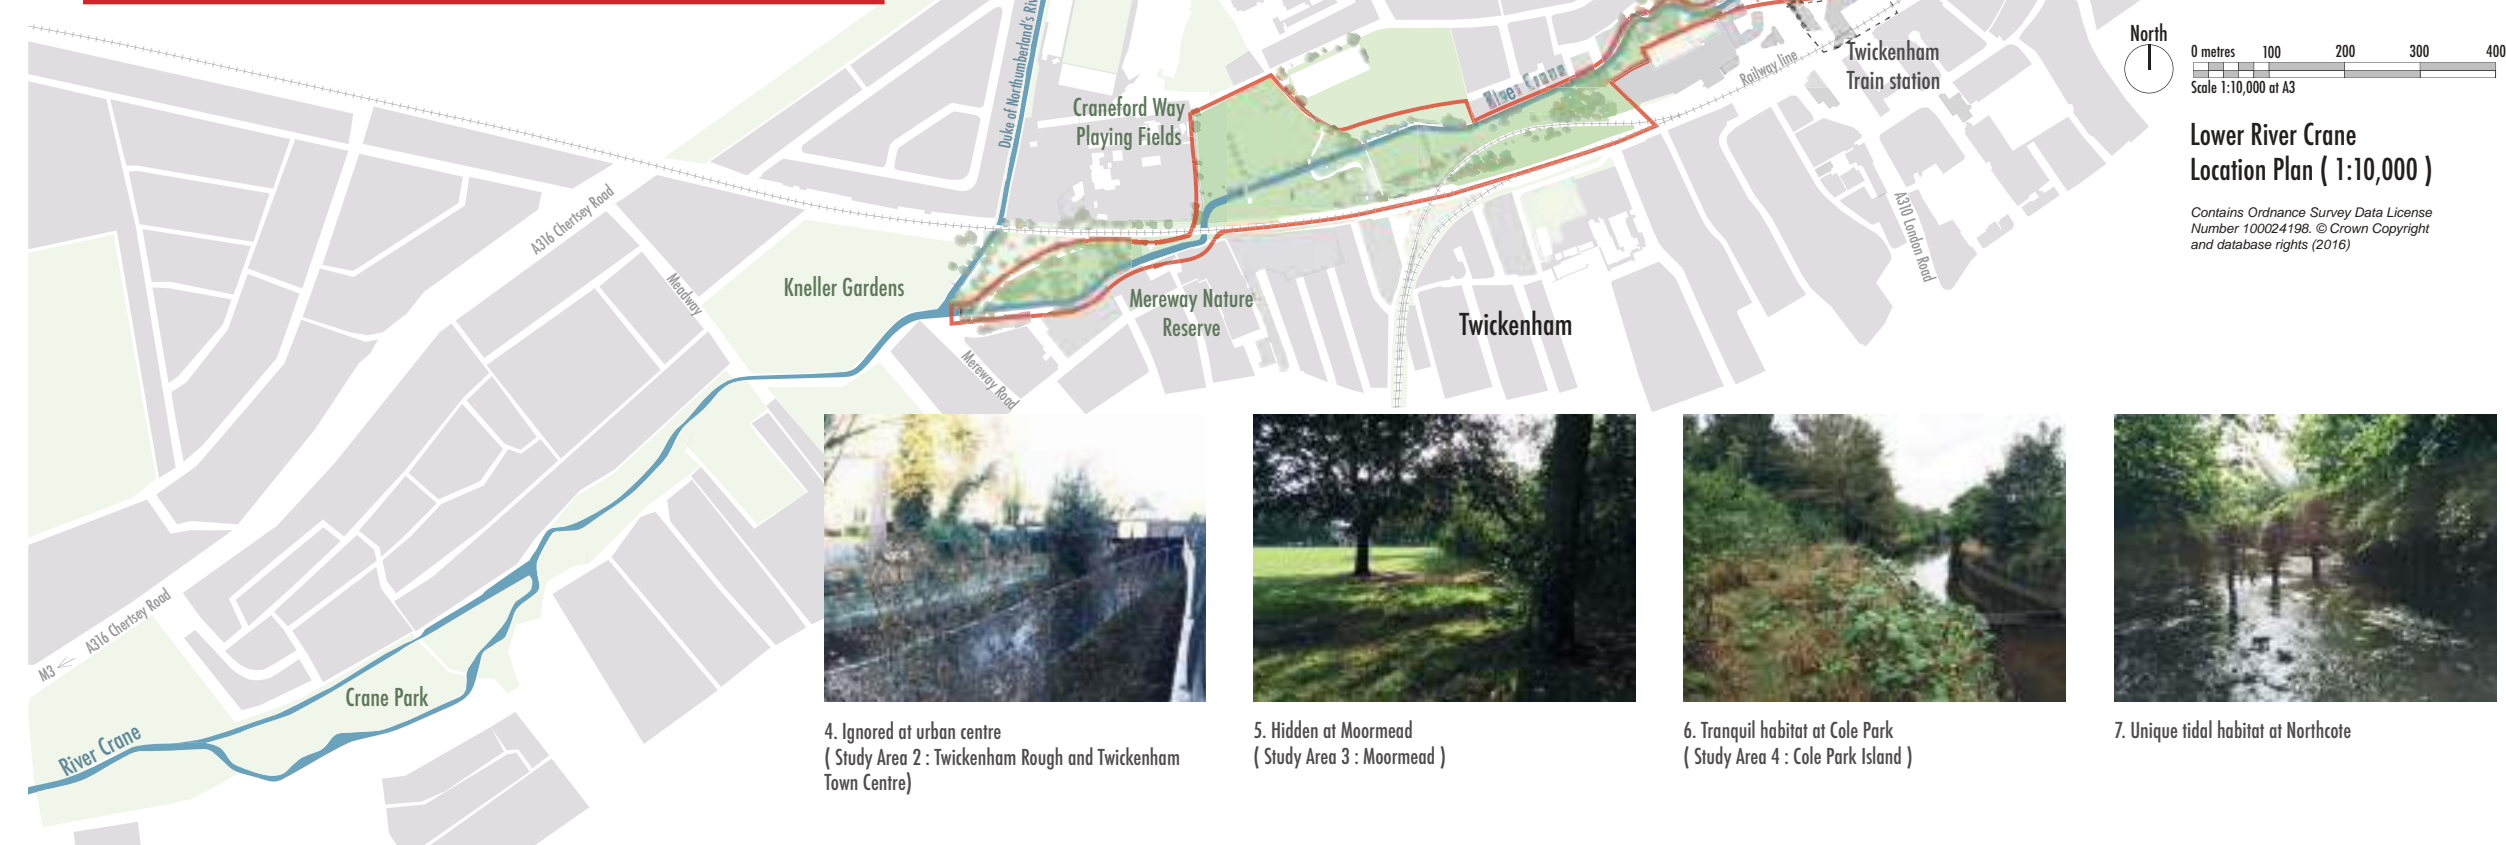 Duke of Northumberland's
River Crane
Twickenham
Train station
Railway line
North
0 metres 100 200 300 400
Scale 1:10,000 at A3
Craneford Way
Playing Fields
Lower River Crane
Location Plan ( 1:10,000 )
Contains Ordnance Survey Data License
Number 100024198. © Crown Copyright
and database rights (2016)
A316 Chertsey Road
A310 London Road
Meadway
Kneller Gardens
Mereway Nature
Reserve
Twickenham
Mereway Road
A316 Chertsey Road
M3
Crane Park
River Crane
4. Ignored at urban centre
( Study Area 2 : Twickenham Rough and Twickenham
Town Centre)
5. Hidden at Moormead
( Study Area 3 : Moormead )
6. Tranquil habitat at Cole Park
( Study Area 4 : Cole Park Island )
7. Unique tidal habitat at Northcote